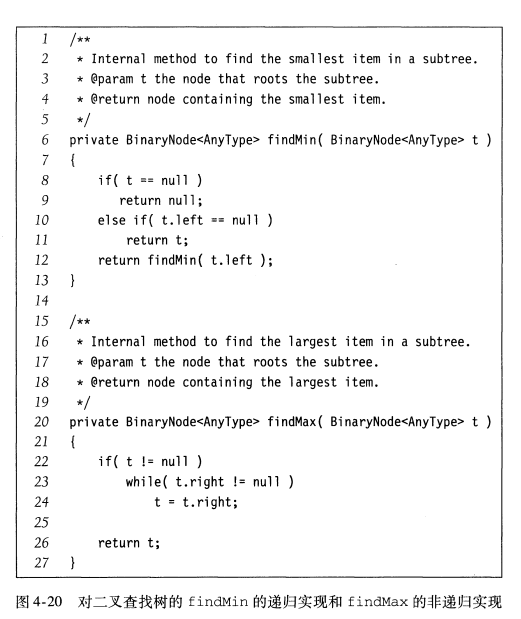 1 /**
2 * Internal method to find the smallest item in a subtree.
3 * @param t the node that roots the subtree.
4 * @return node containing the smallest item.
5 */
6 private BinaryNode<AnyType> findMin( BinaryNode<AnyType> t )
7 {
8 if( t == null )
9 return null;
10 else if( t.left == null )
11 return t;
12 return findMin( t.left );
13 }
14
15 /**
16 * Internal method to find the largest item in a subtree.
17 * @param t the node that roots the subtree.
18 * @return node containing the largest item.
19 */
20 private BinaryNode<AnyType> findMax( BinaryNode<AnyType> t )
21 {
22 if( t != null )
23 while( t.right != null )
24 t = t.right;
25
26 return t;
27 }
图 4-20 对二叉查找树的 findMin 的递归实现和 findMax 的非递归实现